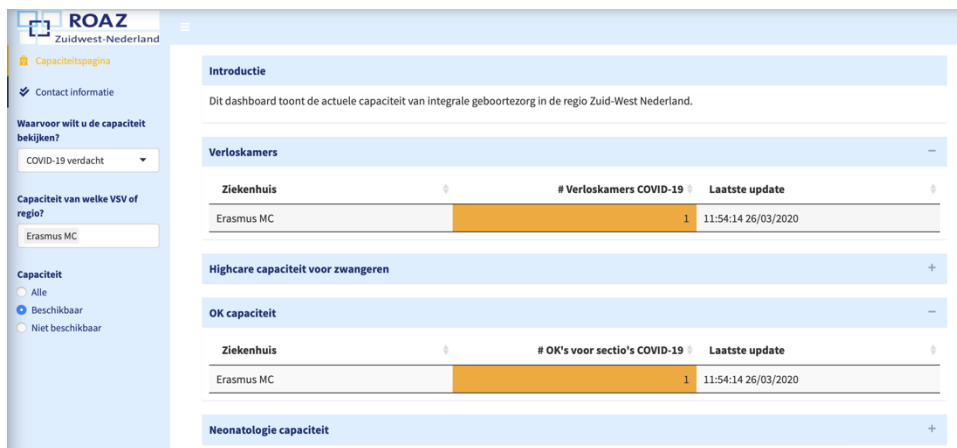 ROAZ
Zuidwest-Nederland
Capaciteitspagina
Contact informatie
Waarvoor wilt u de capaciteit
bekijken?
COVID-19 verdacht
Capaciteit van welke VSV of
regio?
Erasmus MC
Capaciteit
Alle
Beschikbaar
Niet beschikbaar
Introductie
Dit dashboard toont de actuele capaciteit van integrale geboortezorg in de regio Zuid-West Nederland.
Verloskamers
Ziekenhuis # Verloskamers COVID-19 Laatste update
Erasmus MC 1 11:54:14 26/03/2020
Highcare capaciteit voor zwangeren
OK capaciteit
Ziekenhuis # OK's voor sectio's COVID-19 Laatste update
Erasmus MC 1 11:54:14 26/03/2020
Neonatologie capaciteit